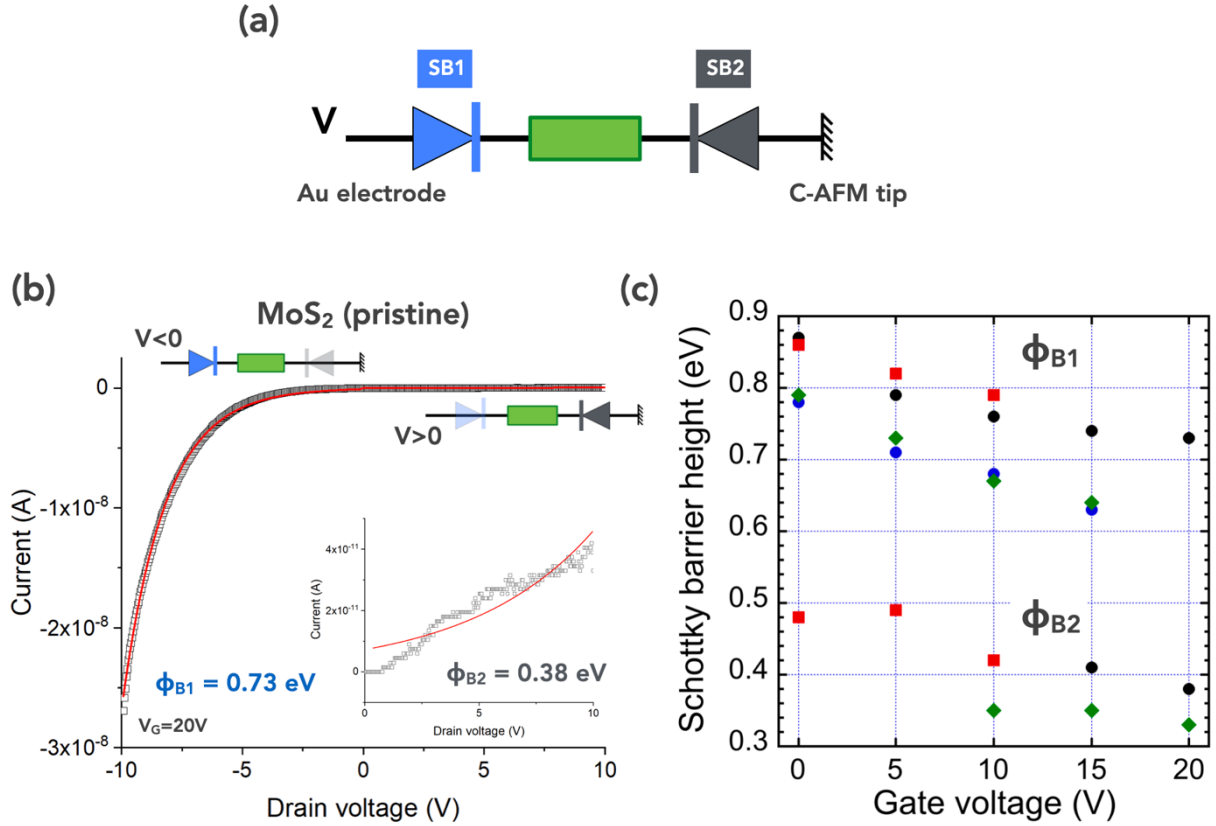 (a)
SB1
SB2
V
Au electrode
C-AFM tip
(b)
MoS₂ (pristine)
V<0
V>0
0
-1x10⁻⁸
-2x10⁻⁸
-3x10⁻⁸
Current (A)
-10
-5
0
5
10
Drain voltage (V)
ϕB1 = 0.73 eV
VG=20V
4x10⁻¹¹
2x10⁻¹¹
0
Current (A)
ϕB2 = 0.38 eV
0
5
10
Drain voltage (V)
(c)
0.9
0.8
0.7
0.6
0.5
0.4
0.3
Schottky barrier height (eV)
ϕB1
ϕB2
0
5
10
15
20
Gate voltage (V)